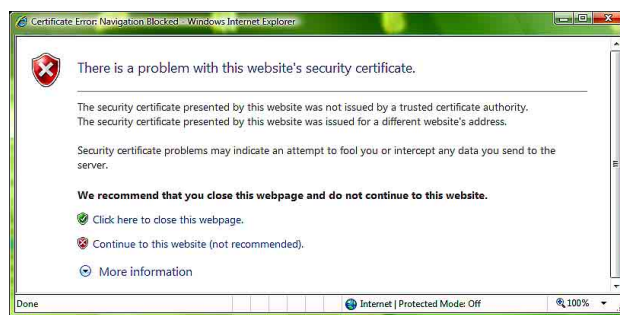 Certificate Error: Navigation Blocked - Windows Internet Explorer
There is a problem with this website's security certificate.
The security certificate presented by this website was not issued by a trusted certificate authority.
The security certificate presented by this website was issued for a different website's address.
Security certificate problems may indicate an attempt to fool you or intercept any data you send to the
server.
We recommend that you close this webpage and do not continue to this website.
Click here to close this webpage.
Continue to this website (not recommended).
More information
Done Internet | Protected Mode: Off 100%